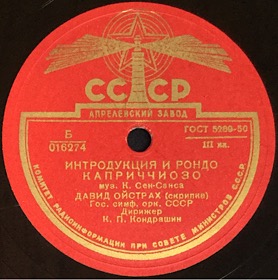 СССР
АПРЕЛЕВСКИЙ ЗАВОД
Б
016274
ГОСТ 5289-50
III кл.
ИНТРОДУКЦИЯ И РОНДО
КАПРИЧЧИОЗО
муз. К. Сен-Санса
ДАВИД ОЙСТРАХ (скрипка)
Гос. симф. орк. СССР
Дирижер
К. П. Кондрашин
КОМИТЕТ РАДИОИНФОРМАЦИИ ПРИ СОВЕТЕ МИНИСТРОВ СССР